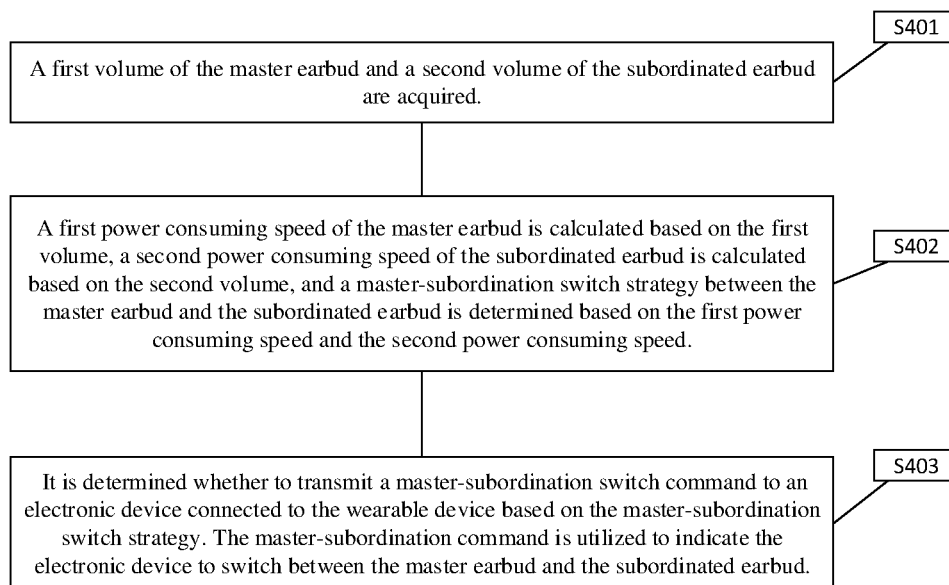 S401
A first volume of the master earbud and a second volume of the subordinated earbud
are acquired.
S402
A first power consuming speed of the master earbud is calculated based on the first
volume, a second power consuming speed of the subordinated earbud is calculated
based on the second volume, and a master-subordination switch strategy between the
master earbud and the subordinated earbud is determined based on the first power
consuming speed and the second power consuming speed.
S403
It is determined whether to transmit a master-subordination switch command to an
electronic device connected to the wearable device based on the master-subordination
switch strategy. The master-subordination command is utilized to indicate the
electronic device to switch between the master earbud and the subordinated earbud.